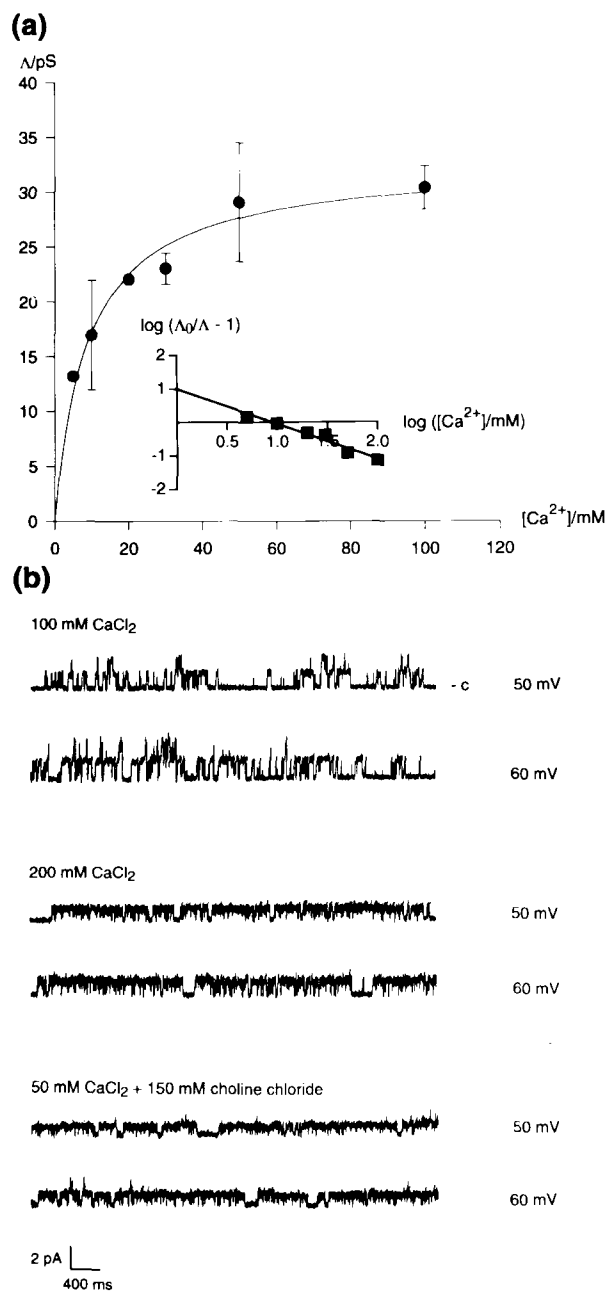 (a)
Λ/pS
40
35
30
25
20
15
10
5
0
log (Λ₀/Λ - 1)
2
1
-1
-2
0.5
1.0
1.5
2.0
log ([Ca²⁺]/mM)
0
20
40
60
80
100
120
[Ca²⁺]/mM
(b)
100 mM CaCl₂
- c
50 mV
60 mV
200 mM CaCl₂
50 mV
60 mV
50 mM CaCl₂ + 150 mM choline chloride
50 mV
60 mV
2 pA
400 ms